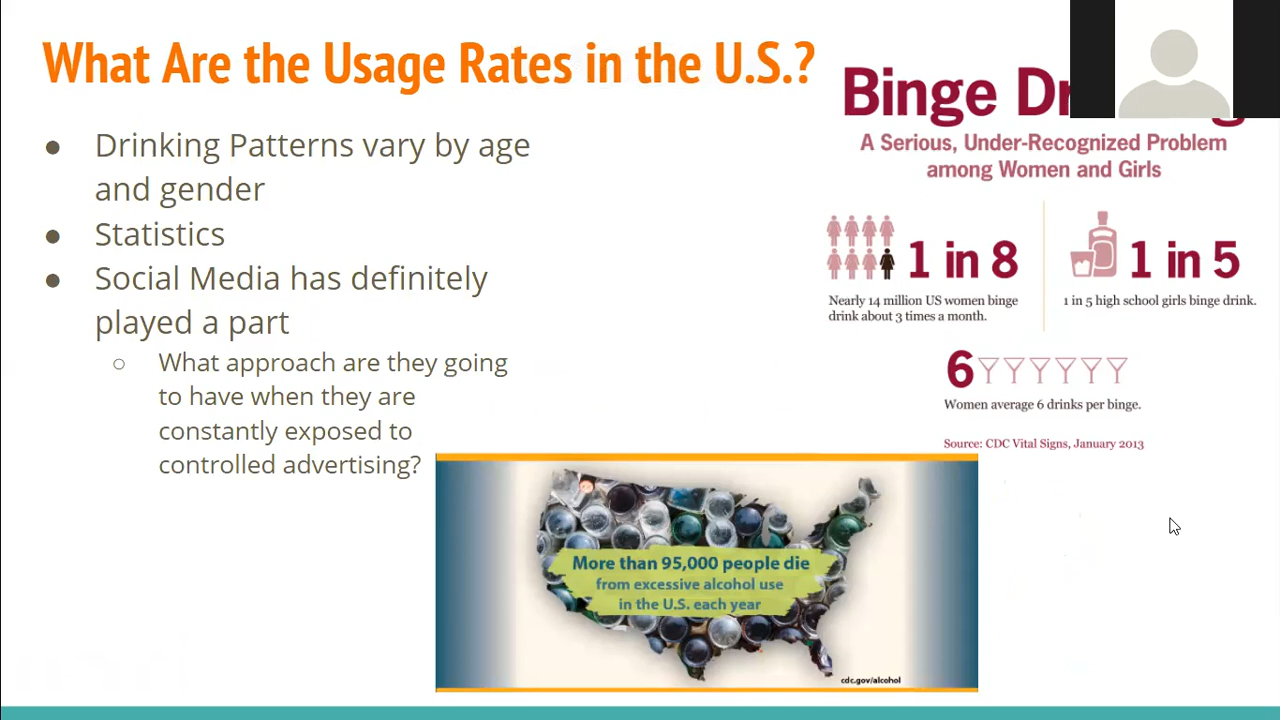 What Are the Usage Rates in the U.S.?
● Drinking Patterns vary by age
and gender
● Statistics
● Social Media has definitely
played a part
○ What approach are they going
to have when they are
constantly exposed to
controlled advertising?
Binge
A Serious, Under-Recognized Problem
among Women and Girls
1 in 8
Nearly 14 million US women binge
drink about 3 times a month.
1 in 5
1 in 5 high school girls binge drink.
6
Women average 6 drinks per binge.
Source: CDC Vital Signs, January 2013
More than 95,000 people die
from excessive alcohol use
in the U.S. each year
cdc.gov/alcohol